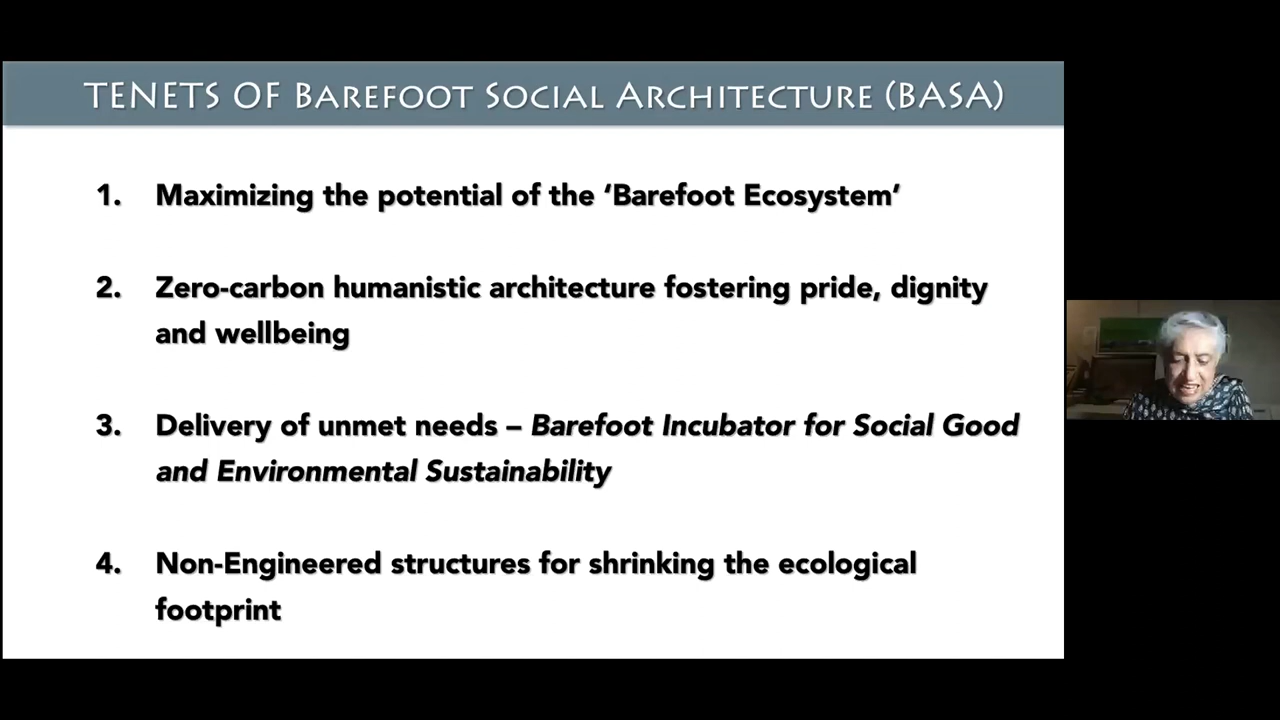 TENETS OF BAREFOOT SOCIAL ARCHITECTURE (BASA)
1. Maximizing the potential of the ‘Barefoot Ecosystem’
2. Zero-carbon humanistic architecture fostering pride, dignity
and wellbeing
3. Delivery of unmet needs – Barefoot Incubator for Social Good
and Environmental Sustainability
4. Non-Engineered structures for shrinking the ecological
footprint